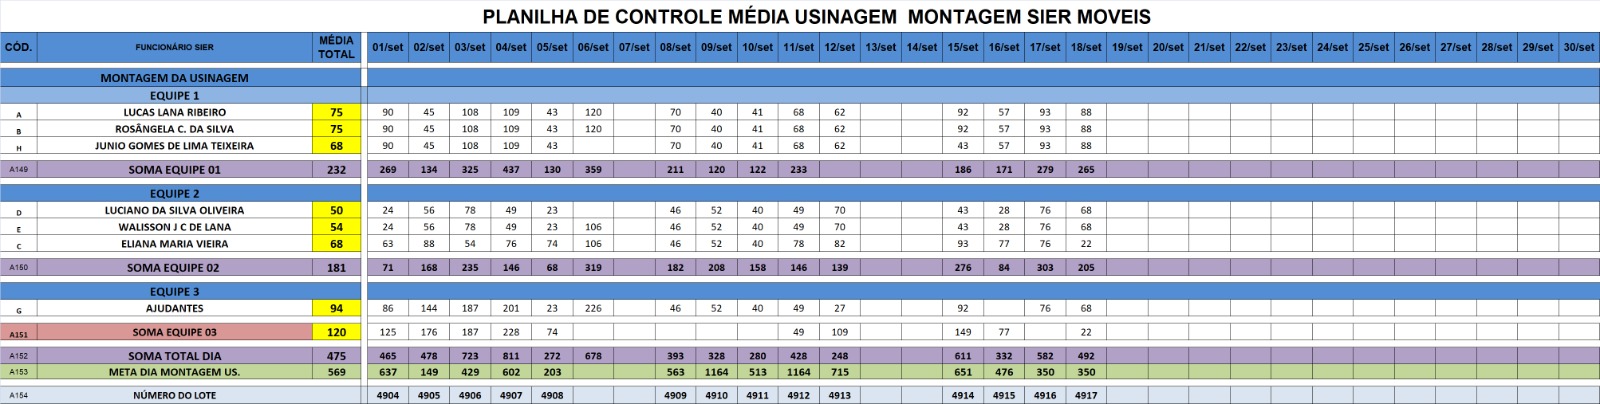 PLANILHA DE CONTROLE MÉDIA USINAGEM MONTAGEM SIER MOVEIS
CÓD. FUNCIONÁRIO SIER MÉDIA TOTAL 01/set 02/set 03/set 04/set 05/set 06/set 07/set 08/set 09/set 10/set 11/set 12/set 13/set 14/set 15/set 16/set 17/set 18/set 19/set 20/set 21/set 22/set 23/set 24/set 25/set 26/set 27/set 28/set 29/set 30/set
MONTAGEM DA USINAGEM
EQUIPE 1
A LUCAS LANA RIBEIRO 75 90 45 108 109 43 120 70 40 41 68 62 92 57 93 88
B ROSÂNGELA C. DA SILVA 75 90 45 108 109 43 120 70 40 41 68 62 92 57 93 88
H JUNIO GOMES DE LIMA TEIXEIRA 68 90 45 108 109 43 70 40 41 68 62 43 57 93 88
A149 SOMA EQUIPE 01 232 269 134 325 437 130 359 211 120 122 233 186 171 279 265
EQUIPE 2
D LUCIANO DA SILVA OLIVEIRA 50 24 56 78 49 23 46 52 40 49 70 43 28 76 68
E WALISSON J C DE LANA 54 24 56 78 49 23 106 46 52 40 49 70 43 28 76 68
C ELIANA MARIA VIEIRA 68 63 88 54 76 74 106 46 52 40 78 82 93 77 76 22
A150 SOMA EQUIPE 02 181 71 168 235 146 68 319 182 208 158 146 139 276 84 303 205
EQUIPE 3
G AJUDANTES 94 86 144 187 201 23 226 46 52 40 49 27 92 76 68
A151 SOMA EQUIPE 03 120 125 176 187 228 74 49 109 149 77 22
A152 SOMA TOTAL DIA 475 465 478 723 811 272 678 393 328 280 428 248 611 332 582 492
A153 META DIA MONTAGEM US. 569 637 149 429 602 203 563 1164 513 1164 715 651 476 350 350
A154 NÚMERO DO LOTE 4904 4905 4906 4907 4908 4909 4910 4911 4912 4913 4914 4915 4916 4917